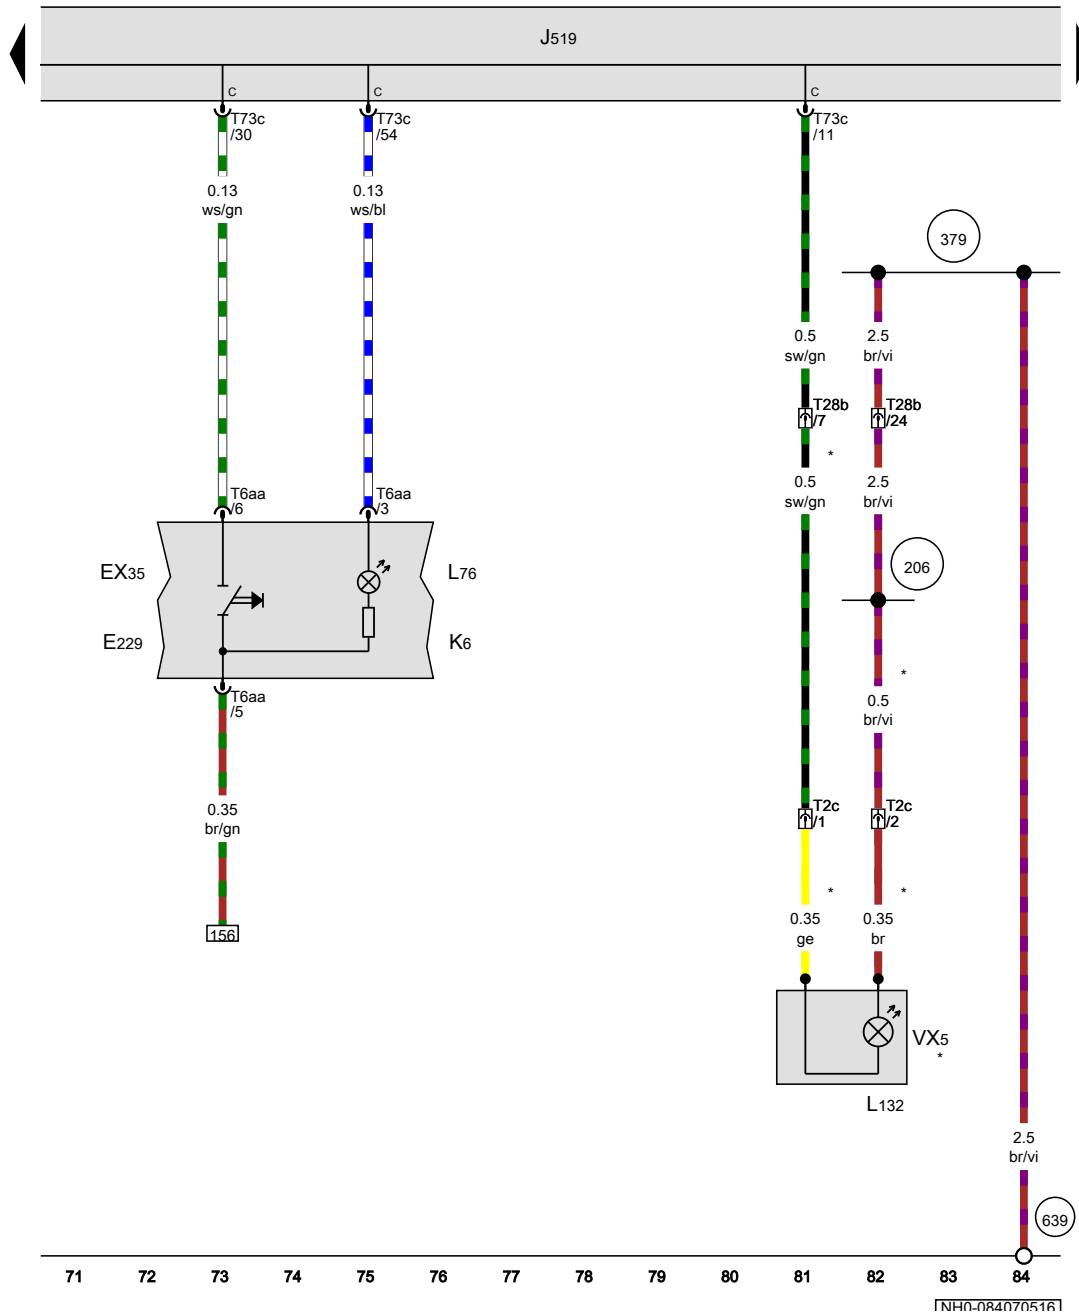 J519
C C C
T73c
/30
T73c
/54
T73c
/11
0.13
ws/gn
0.13
ws/bl
379
0.5
sw/gn
2.5
br/vi
T28b
/7
T28b
/24
*
0.5
sw/gn
2.5
br/vi
T6aa
/6
T6aa
/3
206
EX35
L76
E229
K6
*
T6aa
/5
0.5
br/vi
0.35
br/gn
T2c
/1
T2c
/2
* *
156
0.35
ge
0.35
br
VX5
*
L132
2.5
br/vi
639
71 72 73 74 75 76 77 78 79 80 81 82 83 84
NH0-084070516